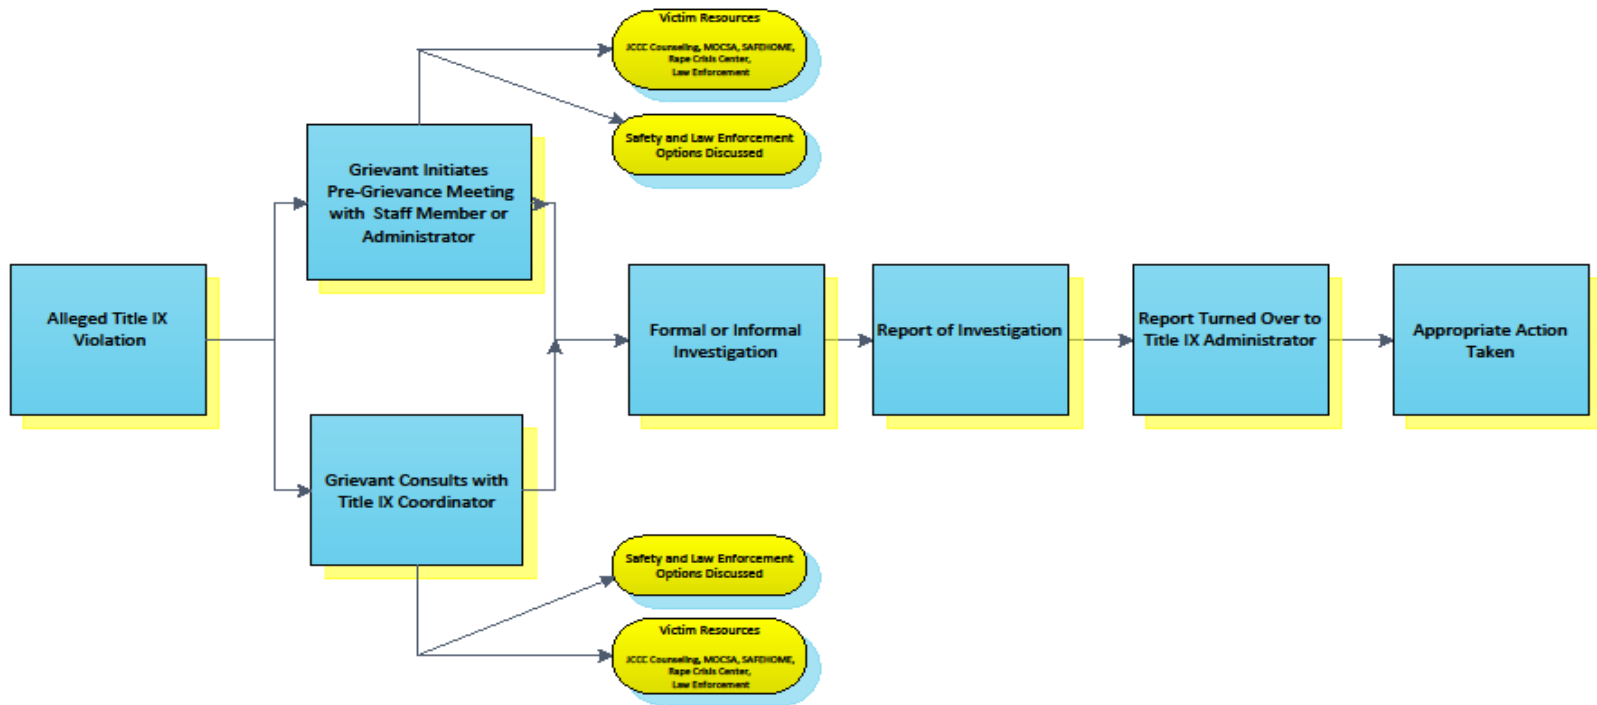 Victim Resources
JCCC Counseling, MOCSA, SAFEHOME,
Rape Crisis Center,
Law Enforcement
Safety and Law Enforcement
Options Discussed
Grievant Initiates
Pre-Grievance Meeting
with Staff Member or
Administrator
Alleged Title IX
Violation
Grievant Consults with
Title IX Coordinator
Formal or Informal
Investigation
Report of Investigation
Report Turned Over to
Title IX Administrator
Appropriate Action
Taken
Safety and Law Enforcement
Options Discussed
Victim Resources
JCCC Counseling, MOCSA, SAFEHOME,
Rape Crisis Center,
Law Enforcement